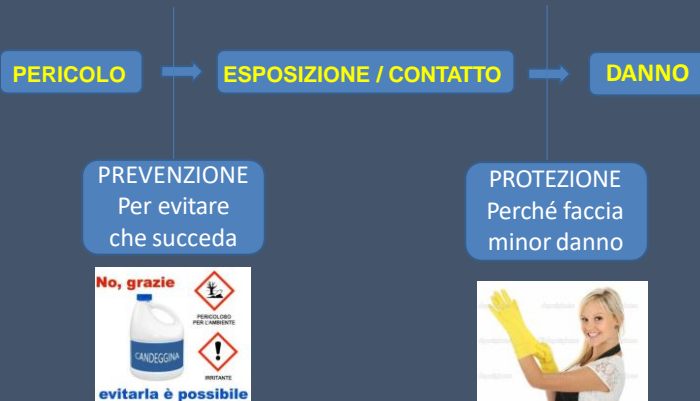 PERICOLO
ESPOSIZIONE / CONTATTO
DANNO
PREVENZIONE
Per evitare
che succeda
PROTEZIONE
Perché faccia
minor danno
No, grazie
PERICOLOSO
PER L'AMBIENTE
CANDEGGINA
IRRITANTE
evitarla è possibile